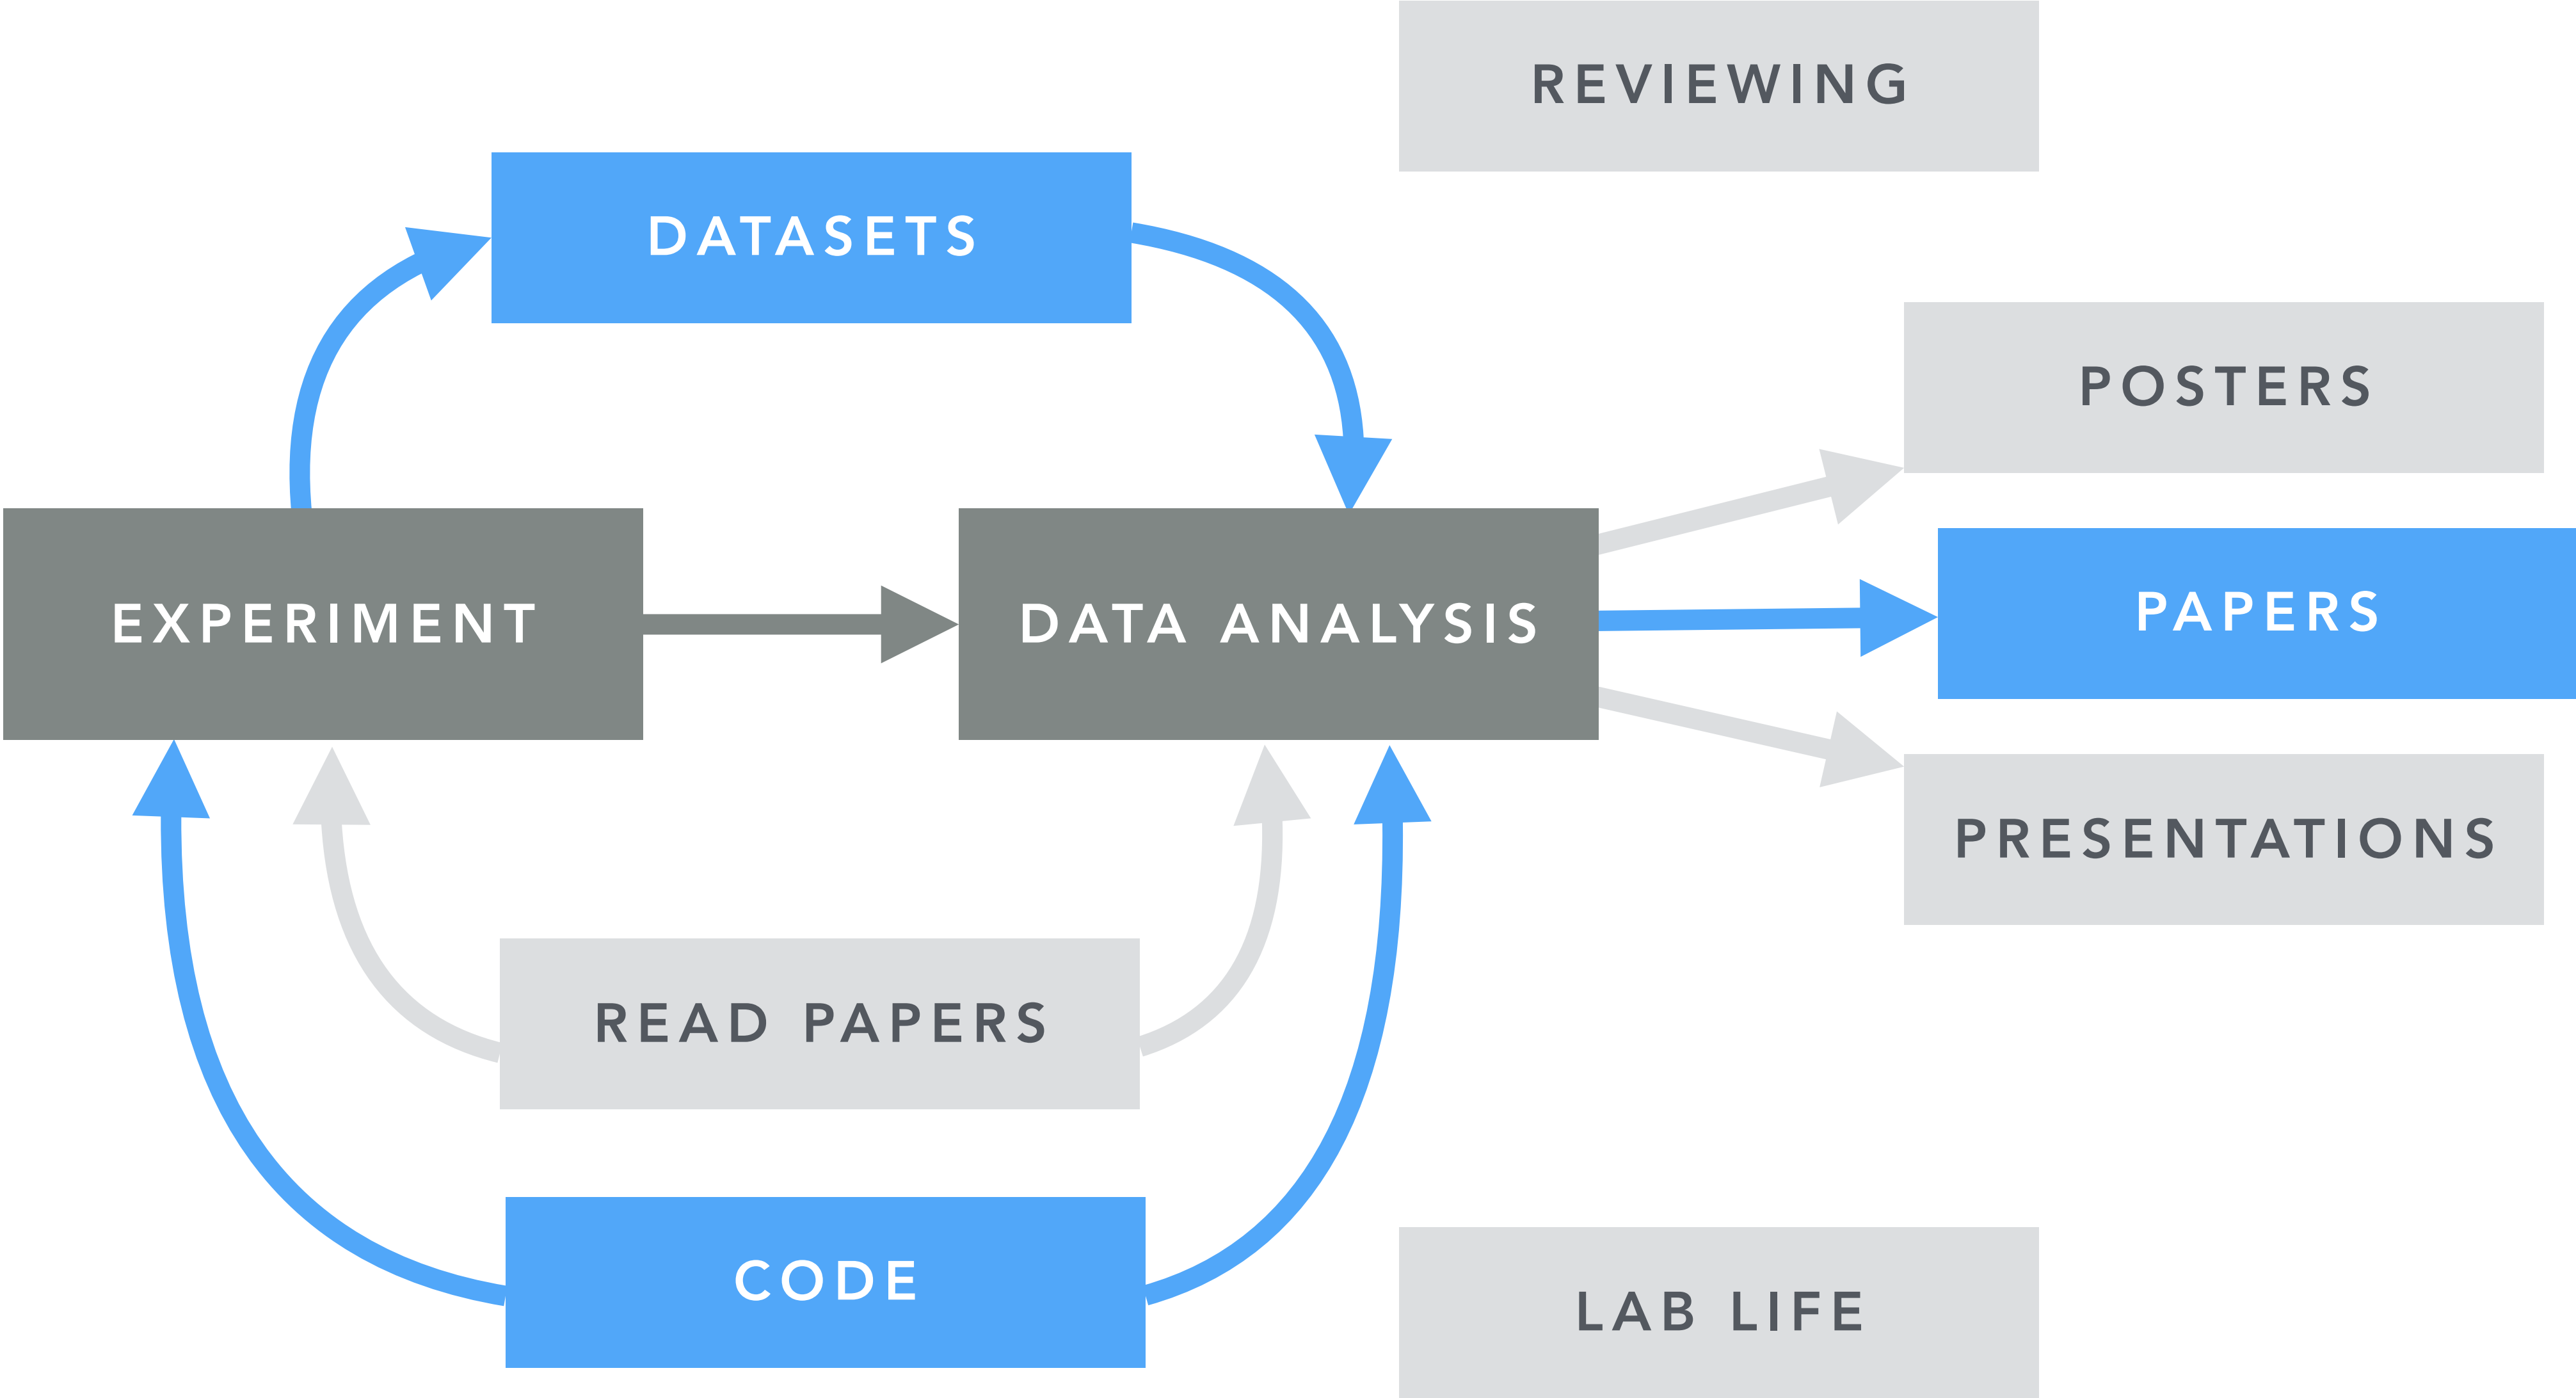 REVIEWING
DATASETS
POSTERS
EXPERIMENT
DATA ANALYSIS
PAPERS
PRESENTATIONS
READ PAPERS
CODE
LAB LIFE